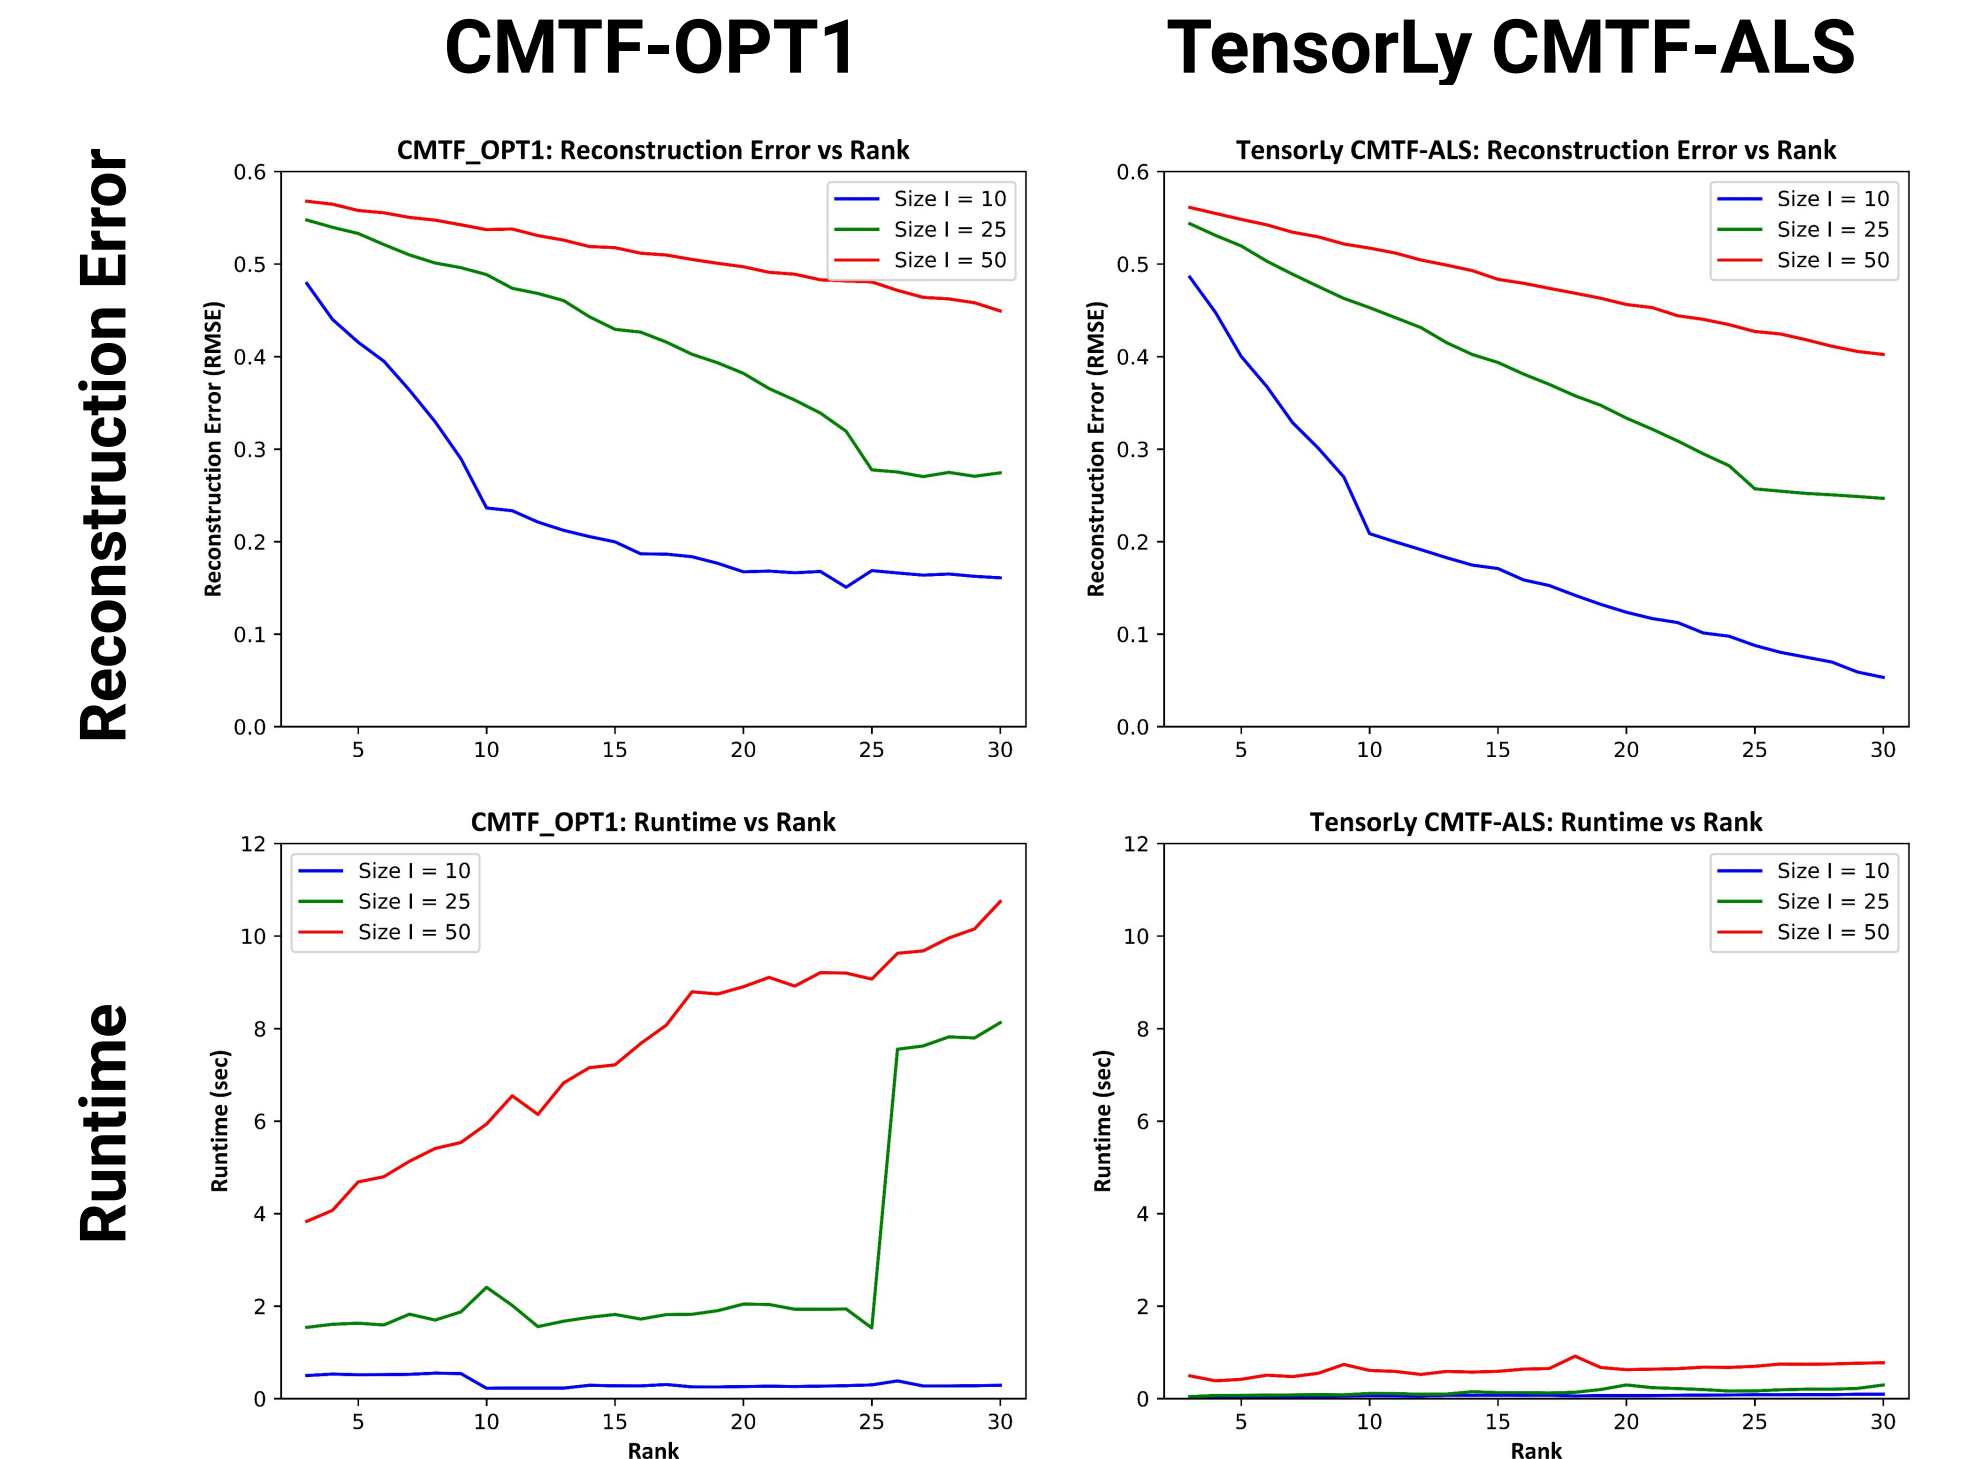 CMTF-OPT1
TensorLy CMTF-ALS
Reconstruction Error
CMTF_OPT1: Reconstruction Error vs Rank
Reconstruction Error (RMSE)
0.6
0.5
0.4
0.3
0.2
0.1
0.0
Size I = 10
Size I = 25
Size I = 50
5 10 15 20 25 30
TensorLy CMTF-ALS: Reconstruction Error vs Rank
Reconstruction Error (RMSE)
0.6
0.5
0.4
0.3
0.2
0.1
0.0
Size I = 10
Size I = 25
Size I = 50
5 10 15 20 25 30
Runtime
CMTF_OPT1: Runtime vs Rank
Runtime (sec)
12
10
8
6
4
2
0
Size I = 10
Size I = 25
Size I = 50
5 10 15 20 25 30
Rank
TensorLy CMTF-ALS: Runtime vs Rank
Runtime (sec)
12
10
8
6
4
2
0
Size I = 10
Size I = 25
Size I = 50
5 10 15 20 25 30
Rank